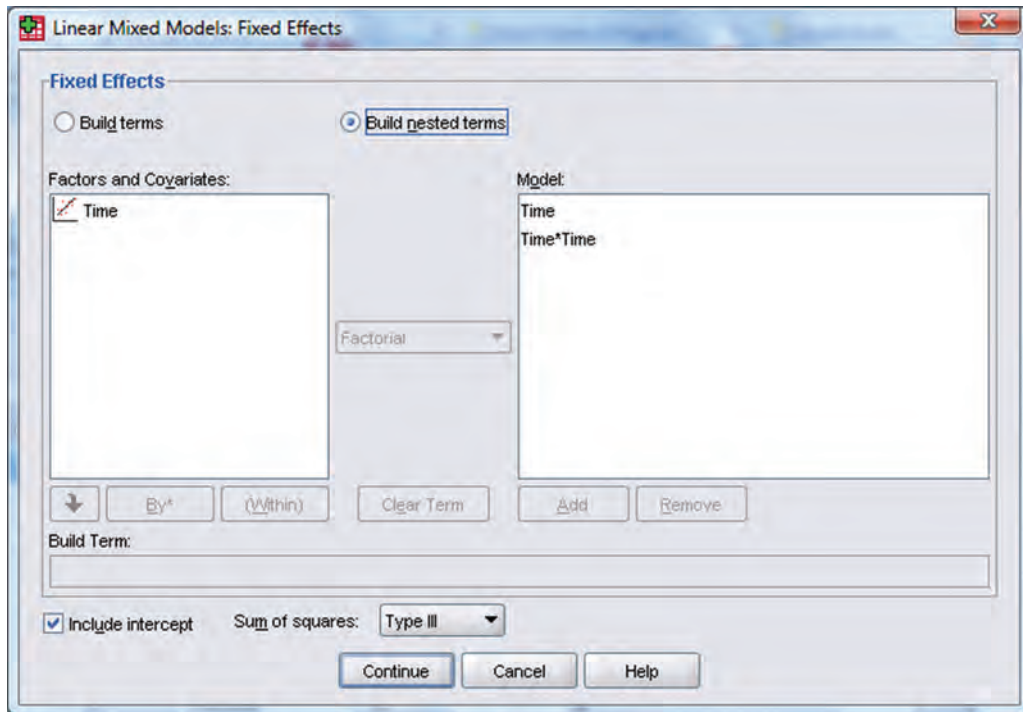 Linear Mixed Models: Fixed Effects
Fixed Effects
Build terms
Build nested terms
Factors and Covariates:
Model:
Time
Time
Time*Time
Factorial
By*
(Within)
Clear Term
Add
Remove
Build Term:
Include intercept
Sum of squares:
Type III
Continue
Cancel
Help